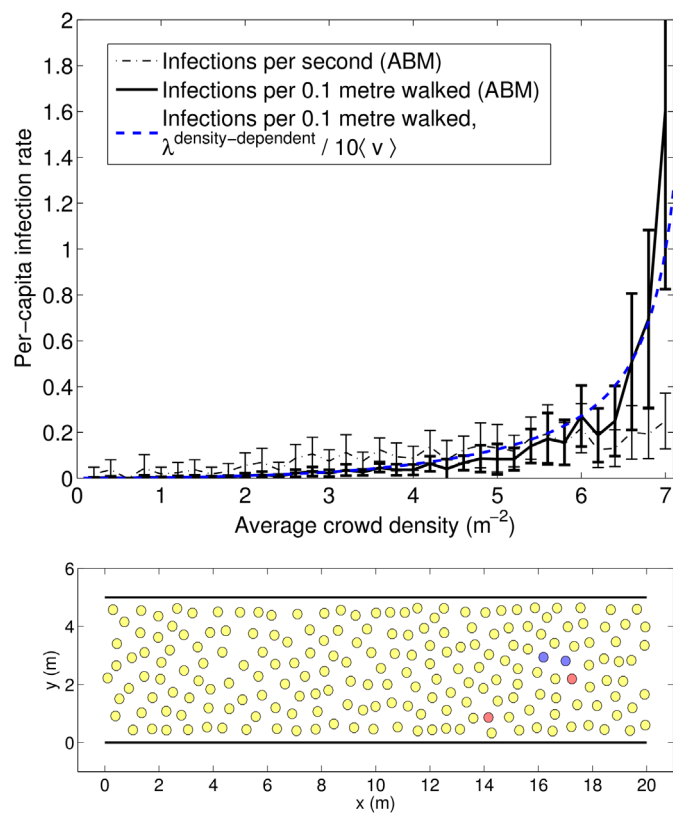 2
1.8
1.6
1.4
1.2
1
0.8
0.6
0.4
0.2
0
Per−capita infection rate
Infections per second (ABM)
Infections per 0.1 metre walked (ABM)
Infections per 0.1 metre walked,
λ^density−dependent / 10⟨ v ⟩
0 1 2 3 4 5 6 7
Average crowd density (m^−2)
6
4
2
0
y (m)
0 2 4 6 8 10 12 14 16 18 20
x (m)